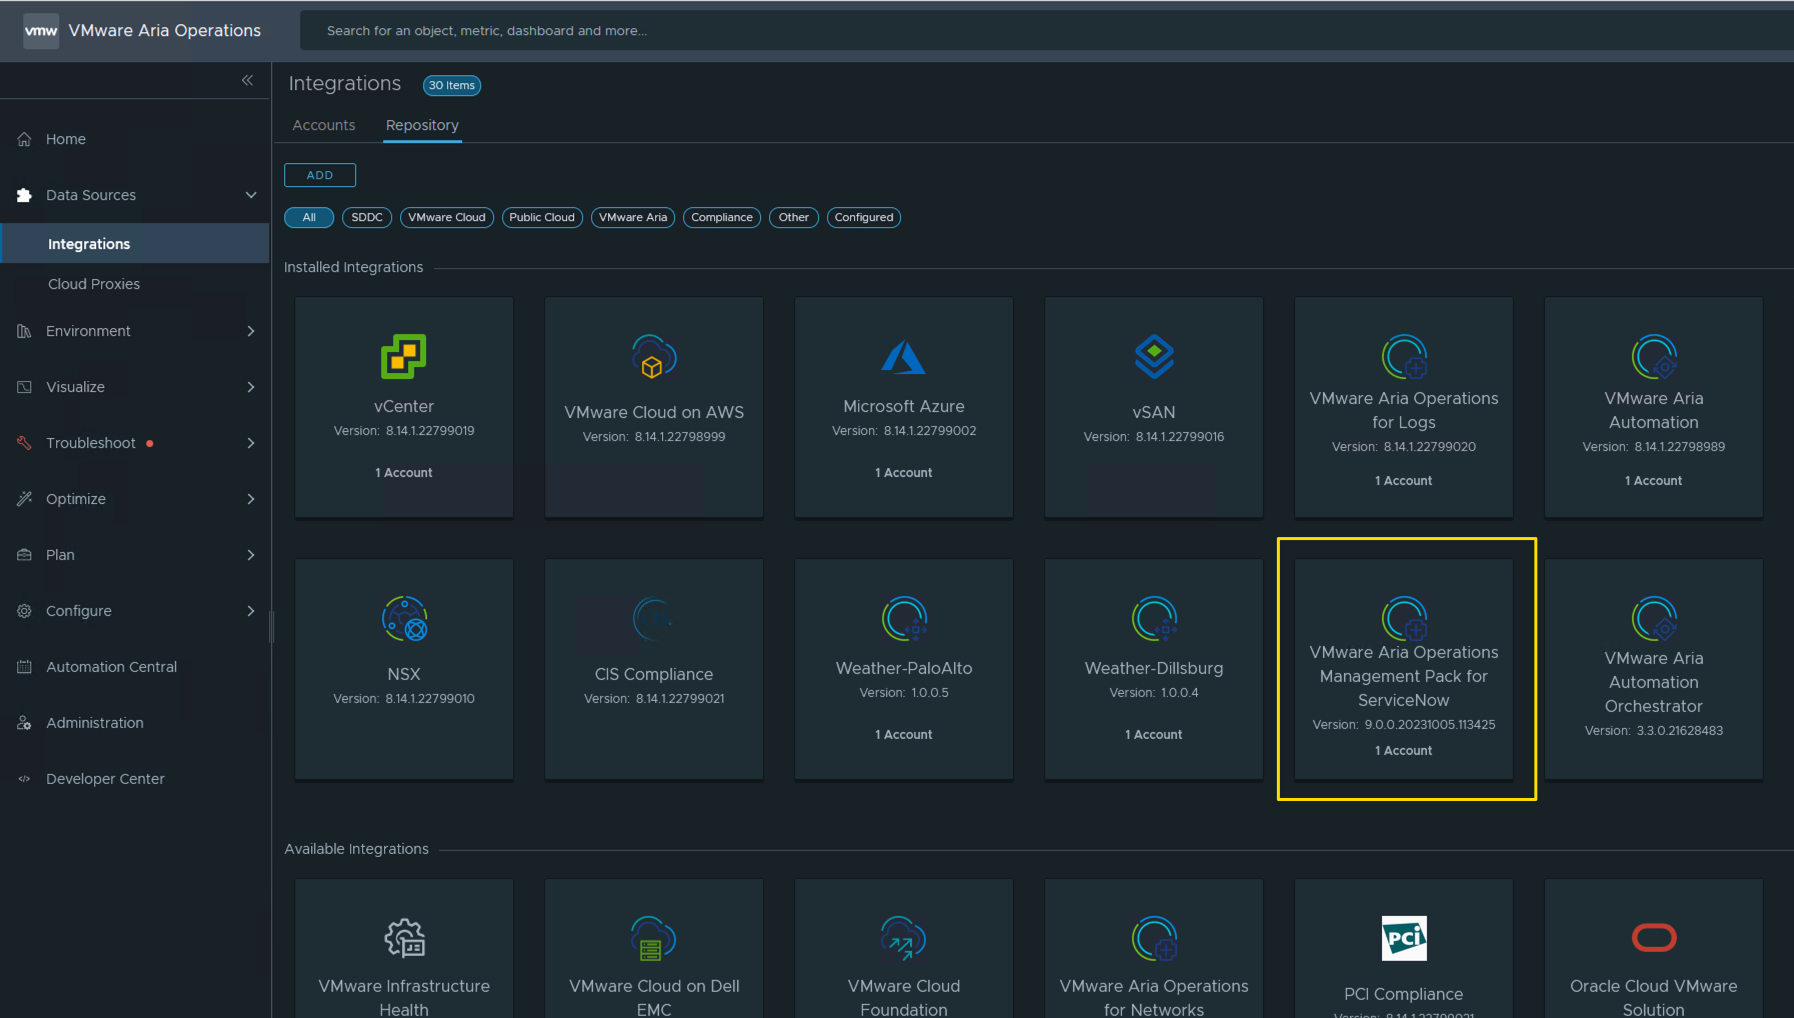 vmw VMware Aria Operations
Search for an object, metric, dashboard and more...
Home
Data Sources
Integrations
Cloud Proxies
Environment
Visualize
Troubleshoot
Optimize
Plan
Configure
Automation Central
Administration
Developer Center
Integrations 30 Items
Accounts Repository
ADD
All SDDC VMware Cloud Public Cloud VMware Aria Compliance Other Configured
Installed Integrations
vCenter
Version: 8.14.1.22799019
1 Account
VMware Cloud on AWS
Version: 8.14.1.22798999
Microsoft Azure
Version: 8.14.1.22799002
1 Account
vSAN
Version: 8.14.1.22799016
VMware Aria Operations
for Logs
Version: 8.14.1.22799020
1 Account
VMware Aria
Automation
Version: 8.14.1.22798989
1 Account
NSX
Version: 8.14.1.22799010
CIS Compliance
Version: 8.14.1.22799021
Weather-PaloAlto
Version: 1.0.0.5
1 Account
Weather-Dillsburg
Version: 1.0.0.4
1 Account
VMware Aria Operations
Management Pack for
ServiceNow
Version: 9.0.0.20231005.113425
1 Account
VMware Aria
Automation
Orchestrator
Version: 3.3.0.21628483
Available Integrations
VMware Infrastructure
Health
VMware Cloud on Dell
EMC
VMware Cloud
Foundation
VMware Aria Operations
for Networks
PCi
PCI Compliance
Version: 8.14.1.22799021
Oracle Cloud VMware
Solution